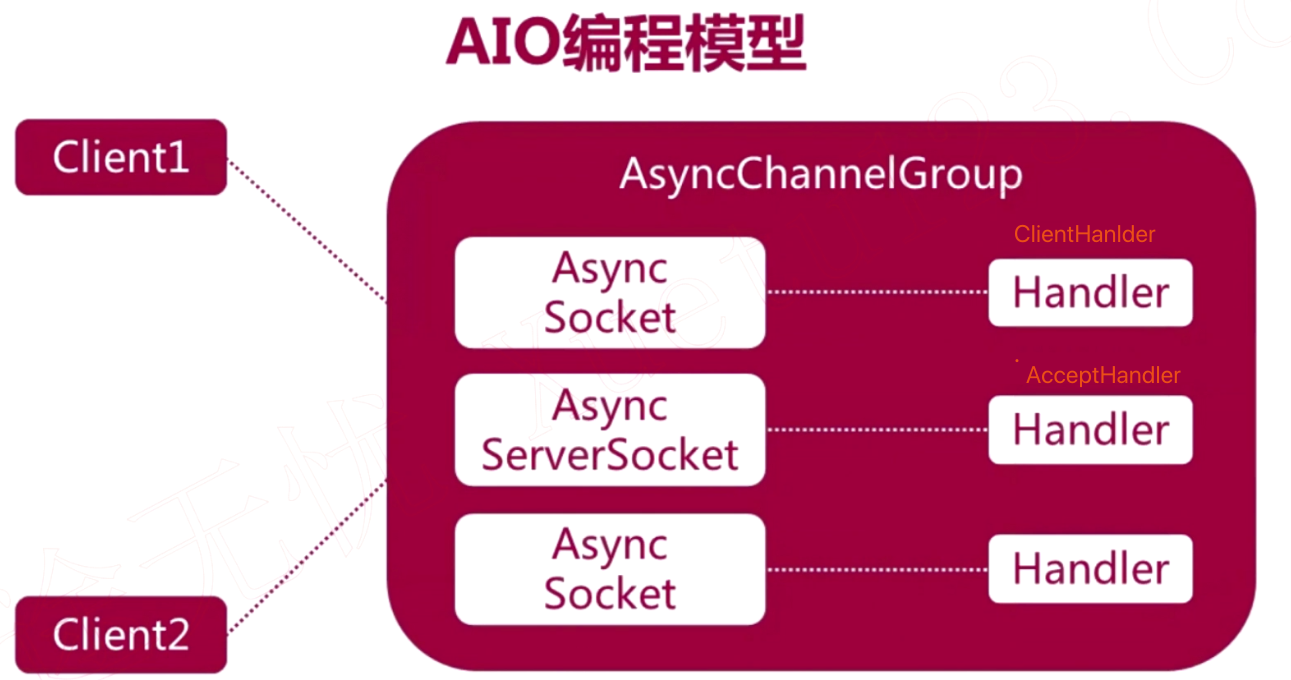 AIO编程模型
Client1
AsyncChannelGroup
Async
Socket
ClientHanlder
Handler
Async
ServerSocket
AcceptHandler
Handler
Async
Socket
Handler
Client2